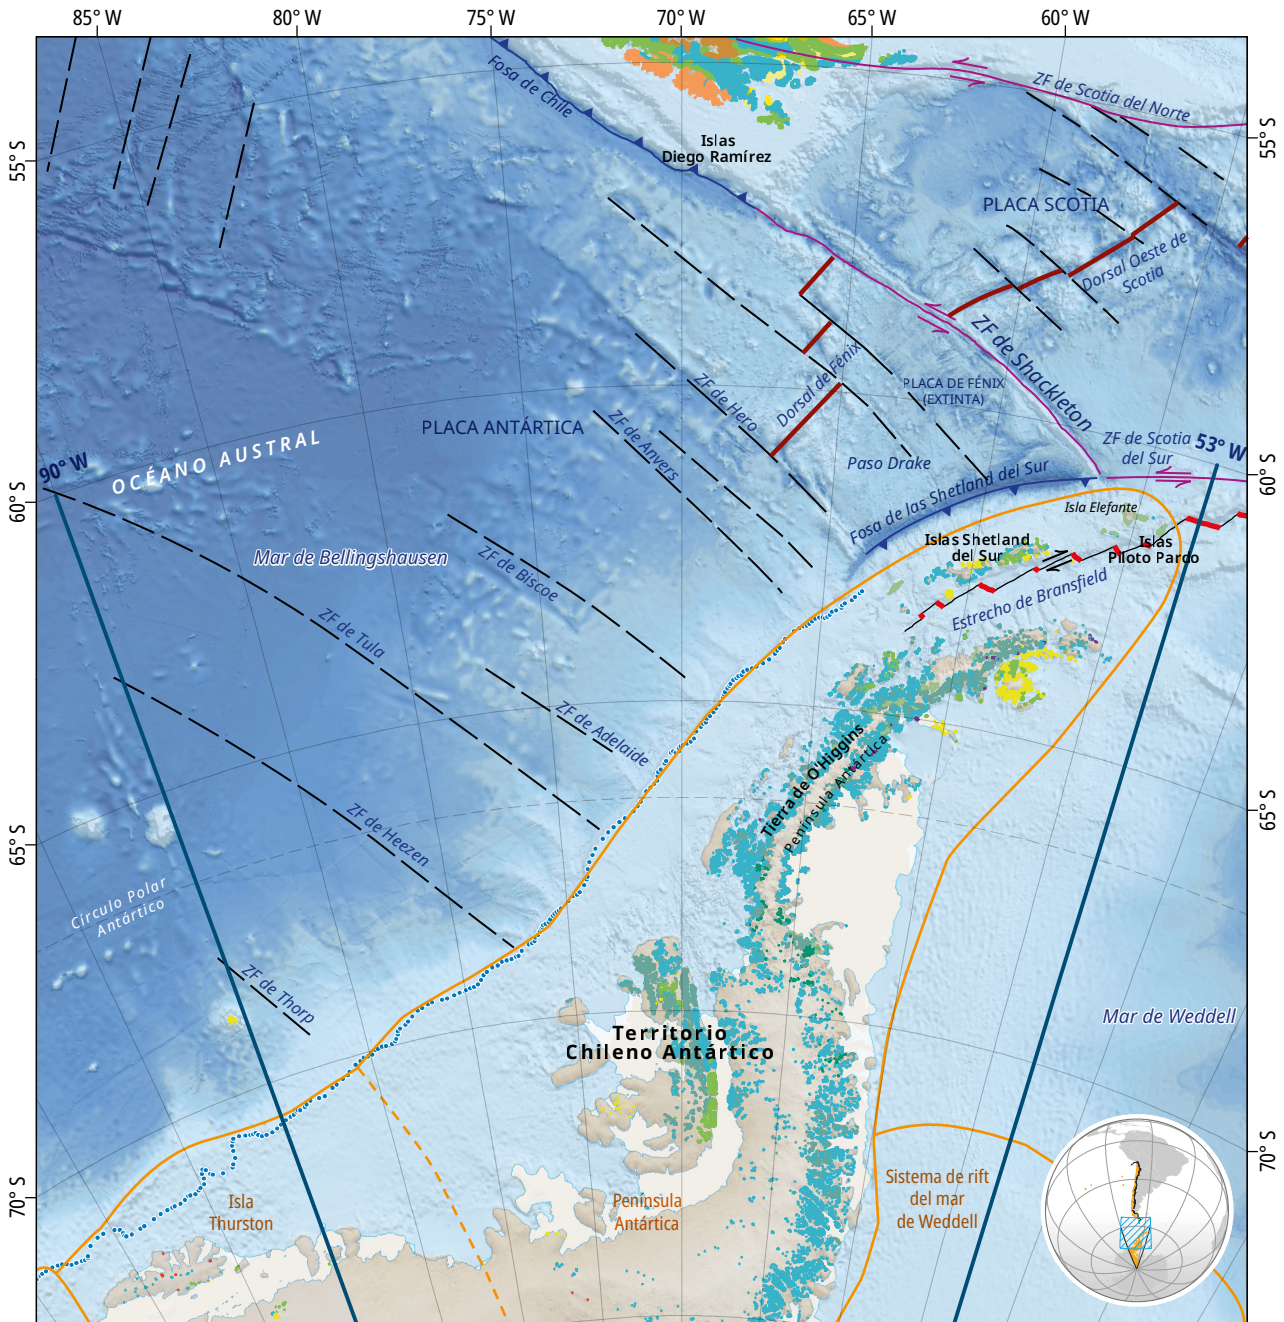 85° W
80° W
75° W
70° W
65° W
60° W
Fosa de Chile
ZF de Scotia del Norte
55° S
55° S
Islas
Diego Ramírez
PLACA SCOTIA
Dorsal Oeste de
Scotia
ZF de Shackleton
Dorsal de Fénix
PLACA DE FÉNIX
(EXTINTA)
ZF de Hero
ZF de Anvers
PLACA ANTÁRTICA
OCÉANO AUSTRAL
90° W
53° W
ZF de Scotia
del Sur
Paso Drake
Fosa de las Shetland del Sur
60° S
60° S
Isla Elefante
Islas Shetland
del Sur
Islas
Piloto Pardo
Estrecho de Bransfield
Mar de Bellingshausen
ZF de Biscoe
ZF de Tula
ZF de Adelaide
ZF de Heezen
Tierra de O'Higgins
Península Antártica
65° S
65° S
Círculo Polar
Antártico
ZF de Thorp
Mar de Weddell
Territorio
Chileno Antártico
70° S
70° S
Isla
Thurston
Península
Antártica
Sistema de rift
del mar
de Weddell